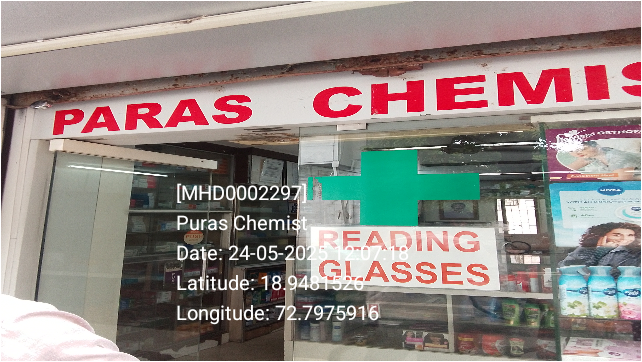 PARAS CHEMIS
[MHD0002297]
Puras Chemist
READING
GLASSES
Date: 24-05-2025 12:07:18
Latitude: 18.9481526
Longitude: 72.7975916
NIVEA